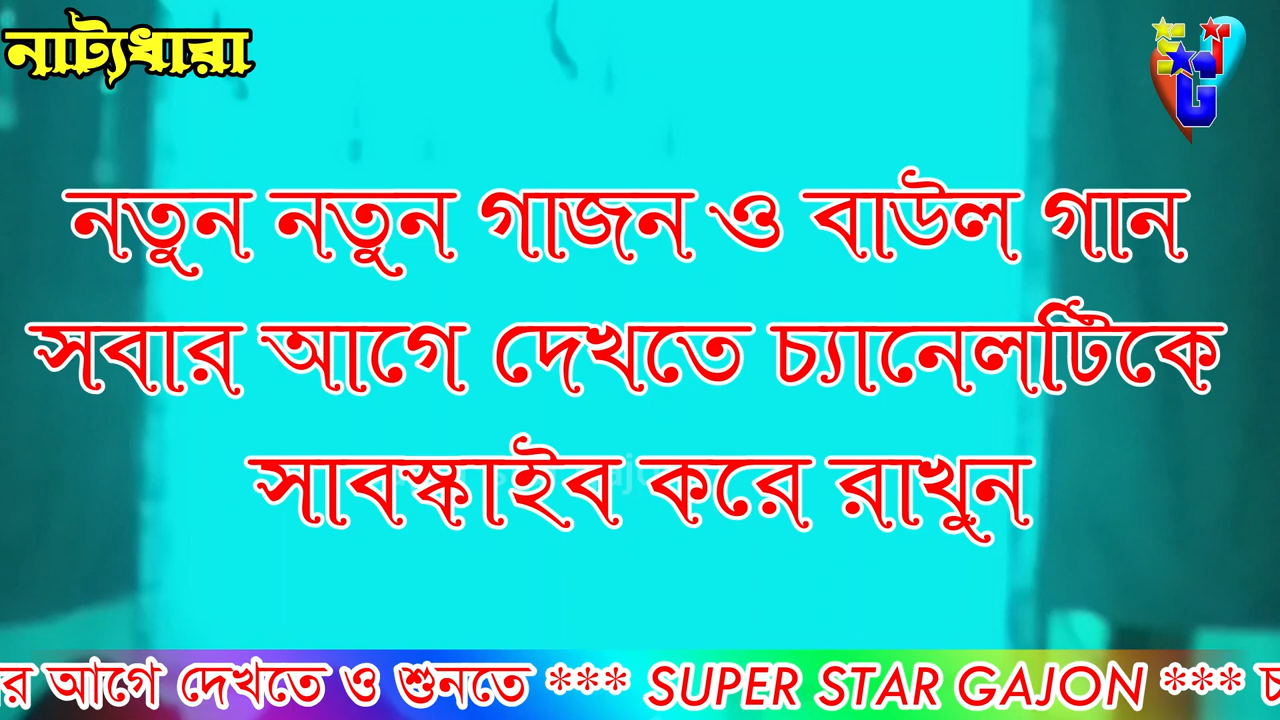 নাট্যধারা
নতুন নতুন গাজন ও বাউল গান
সবার আগে দেখতে চ্যানেলটিকে
সাবস্কাইব করে রাখুন
র আগে দেখতে ও শুনতে *** SUPER STAR GAJON *** চ